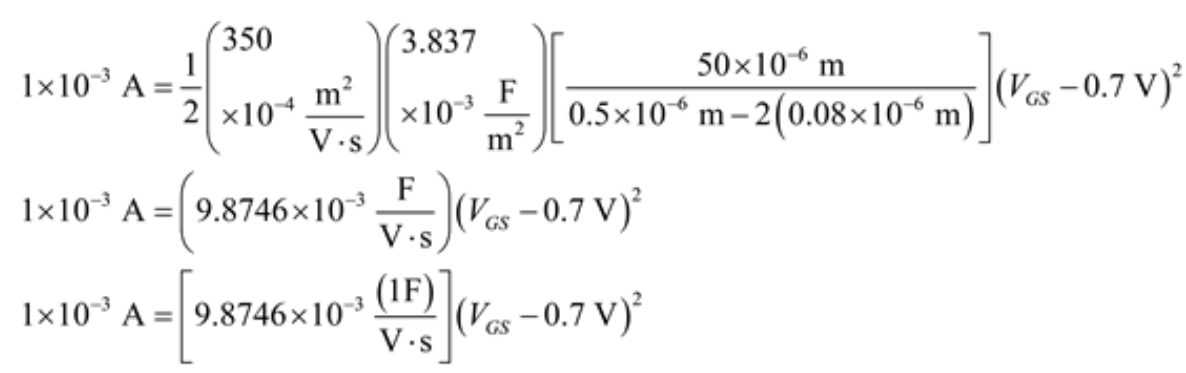 1×10⁻³ A = 1/2 (350 ×10⁻⁴ m²/V·s) (3.837 ×10⁻³ F/m²) [50×10⁻⁶ m / 0.5×10⁻⁶ m − 2(0.08×10⁻⁶ m)] (V_GS − 0.7 V)²
1×10⁻³ A = (9.8746×10⁻³ F/V·s) (V_GS − 0.7 V)²
1×10⁻³ A = [9.8746×10⁻³ (1F)/V·s] (V_GS − 0.7 V)²